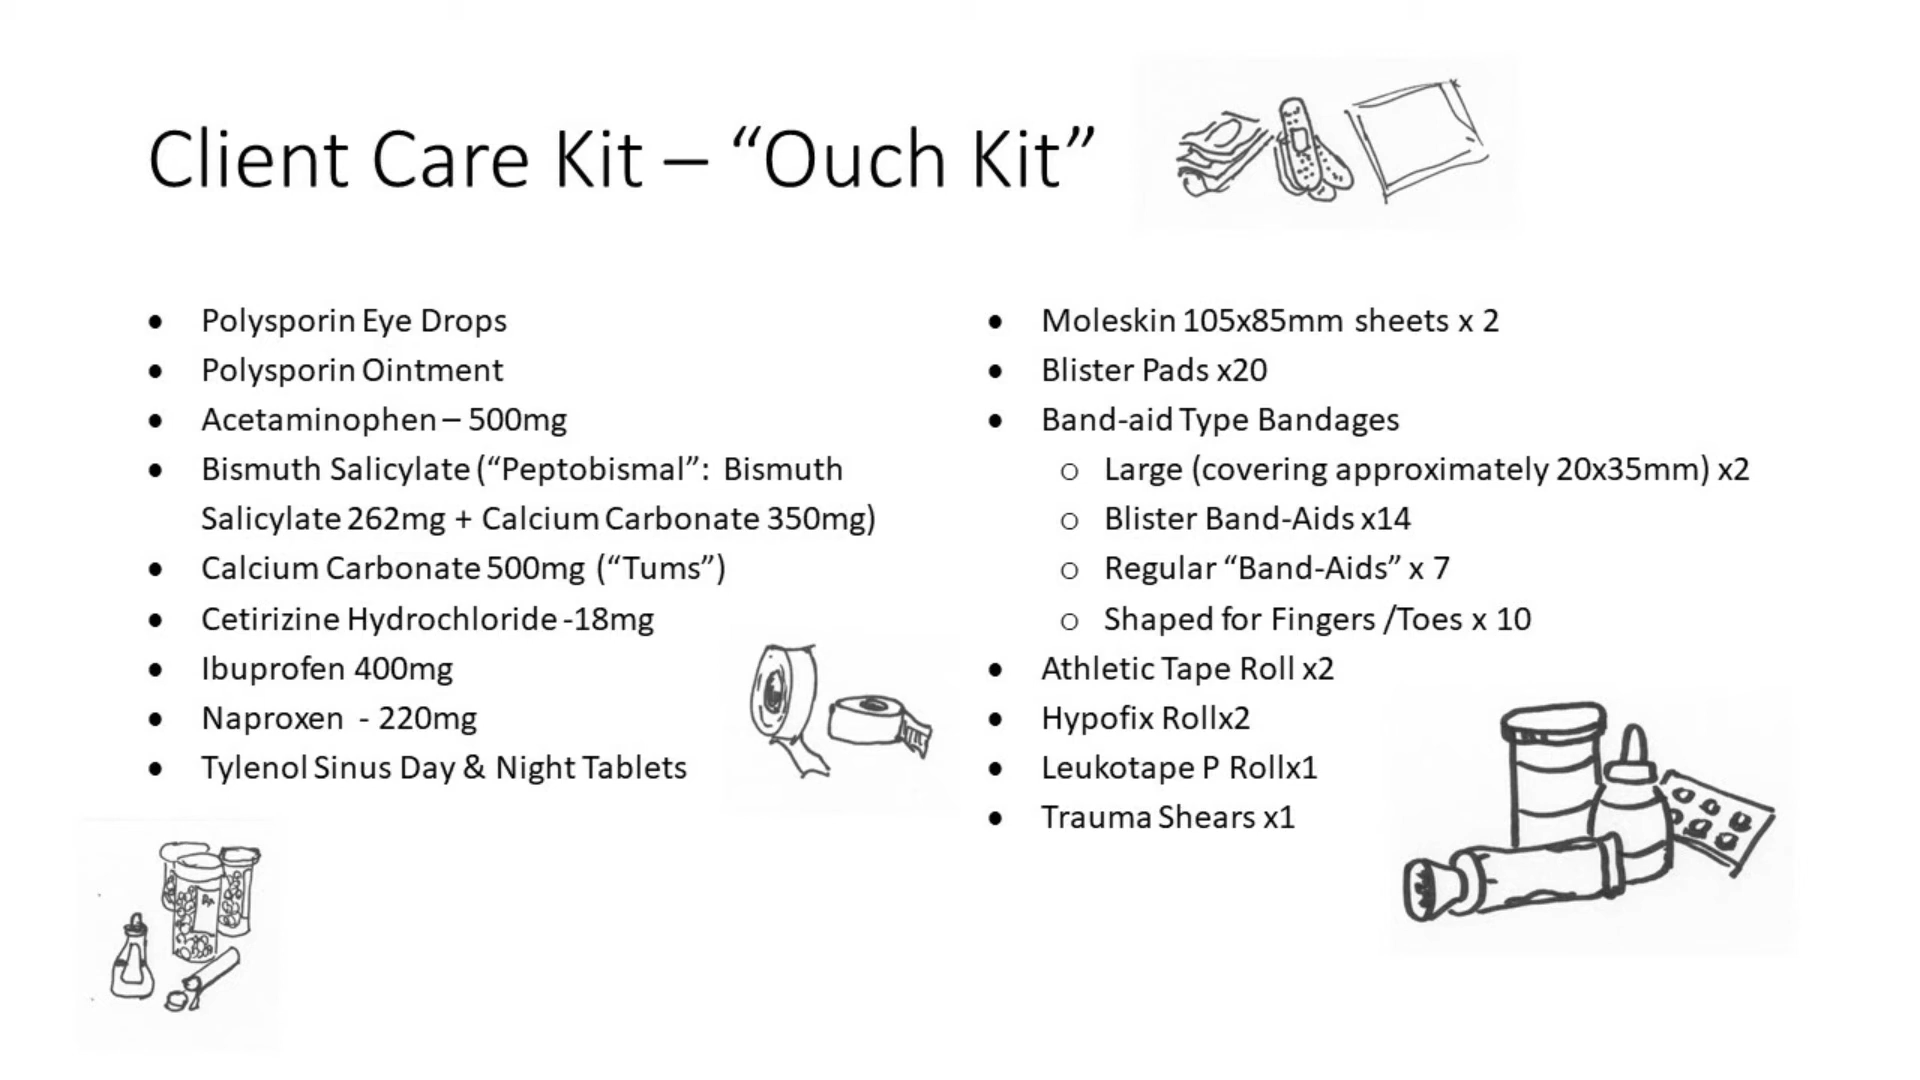 Client Care Kit – “Ouch Kit”
• Polysporin Eye Drops
• Polysporin Ointment
• Acetaminophen – 500mg
• Bismuth Salicylate (“Peptobismal”: Bismuth
Salicylate 262mg + Calcium Carbonate 350mg)
• Calcium Carbonate 500mg (“Tums”)
• Cetirizine Hydrochloride -18mg
• Ibuprofen 400mg
• Naproxen - 220mg
• Tylenol Sinus Day & Night Tablets
• Moleskin 105x85mm sheets x 2
• Blister Pads x20
• Band-aid Type Bandages
o Large (covering approximately 20x35mm) x2
o Blister Band-Aids x14
o Regular “Band-Aids” x 7
o Shaped for Fingers /Toes x 10
• Athletic Tape Roll x2
• Hypofix Rollx2
• Leukotape P Rollx1
• Trauma Shears x1